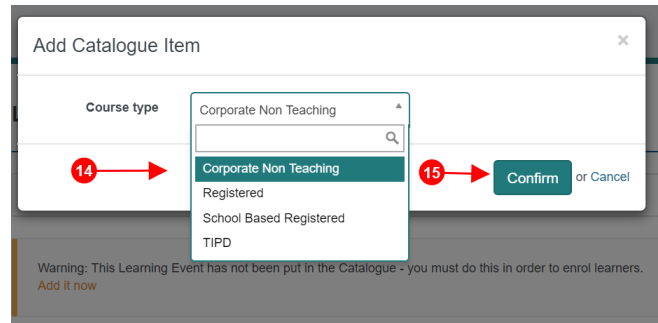 Add Catalogue Item ×
Course type Corporate Non Teaching
14 Corporate Non Teaching
Registered
School Based Registered
TIPD
15 Confirm or Cancel
Warning: This Learning Event has not been put in the Catalogue - you must do this in order to enrol learners.
Add it now